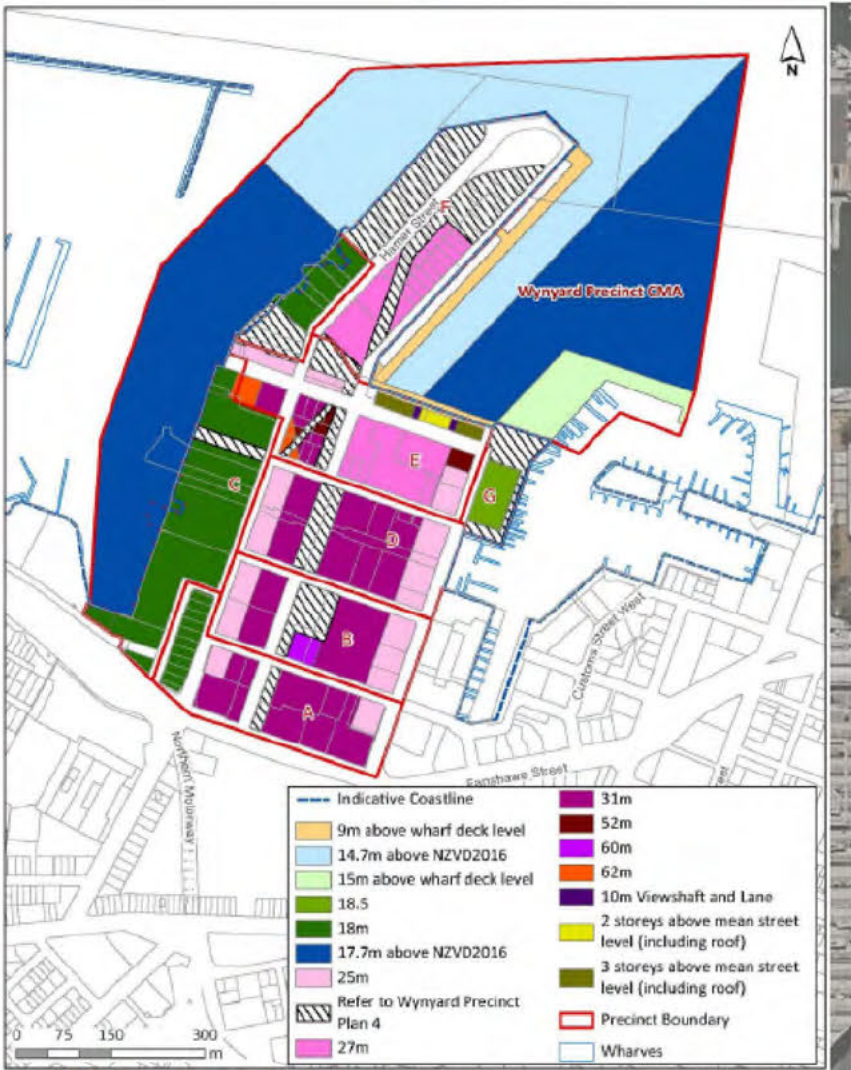 N
Hamer Street
F
Wynyard Precinct CMA
E
C
G
D
B
A
Customs Street West
Fanshawe Street
Northern Motorway
Indicative Coastline
9m above wharf deck level
14.7m above NZVD2016
15m above wharf deck level
18.5
18m
17.7m above NZVD2016
25m
Refer to Wynyard Precinct
Plan 4
27m
31m
52m
60m
62m
10m Viewshaft and Lane
2 storeys above mean street
level (including roof)
3 storeys above mean street
level (including roof)
Precinct Boundary
Wharves
0 75 150 300
m